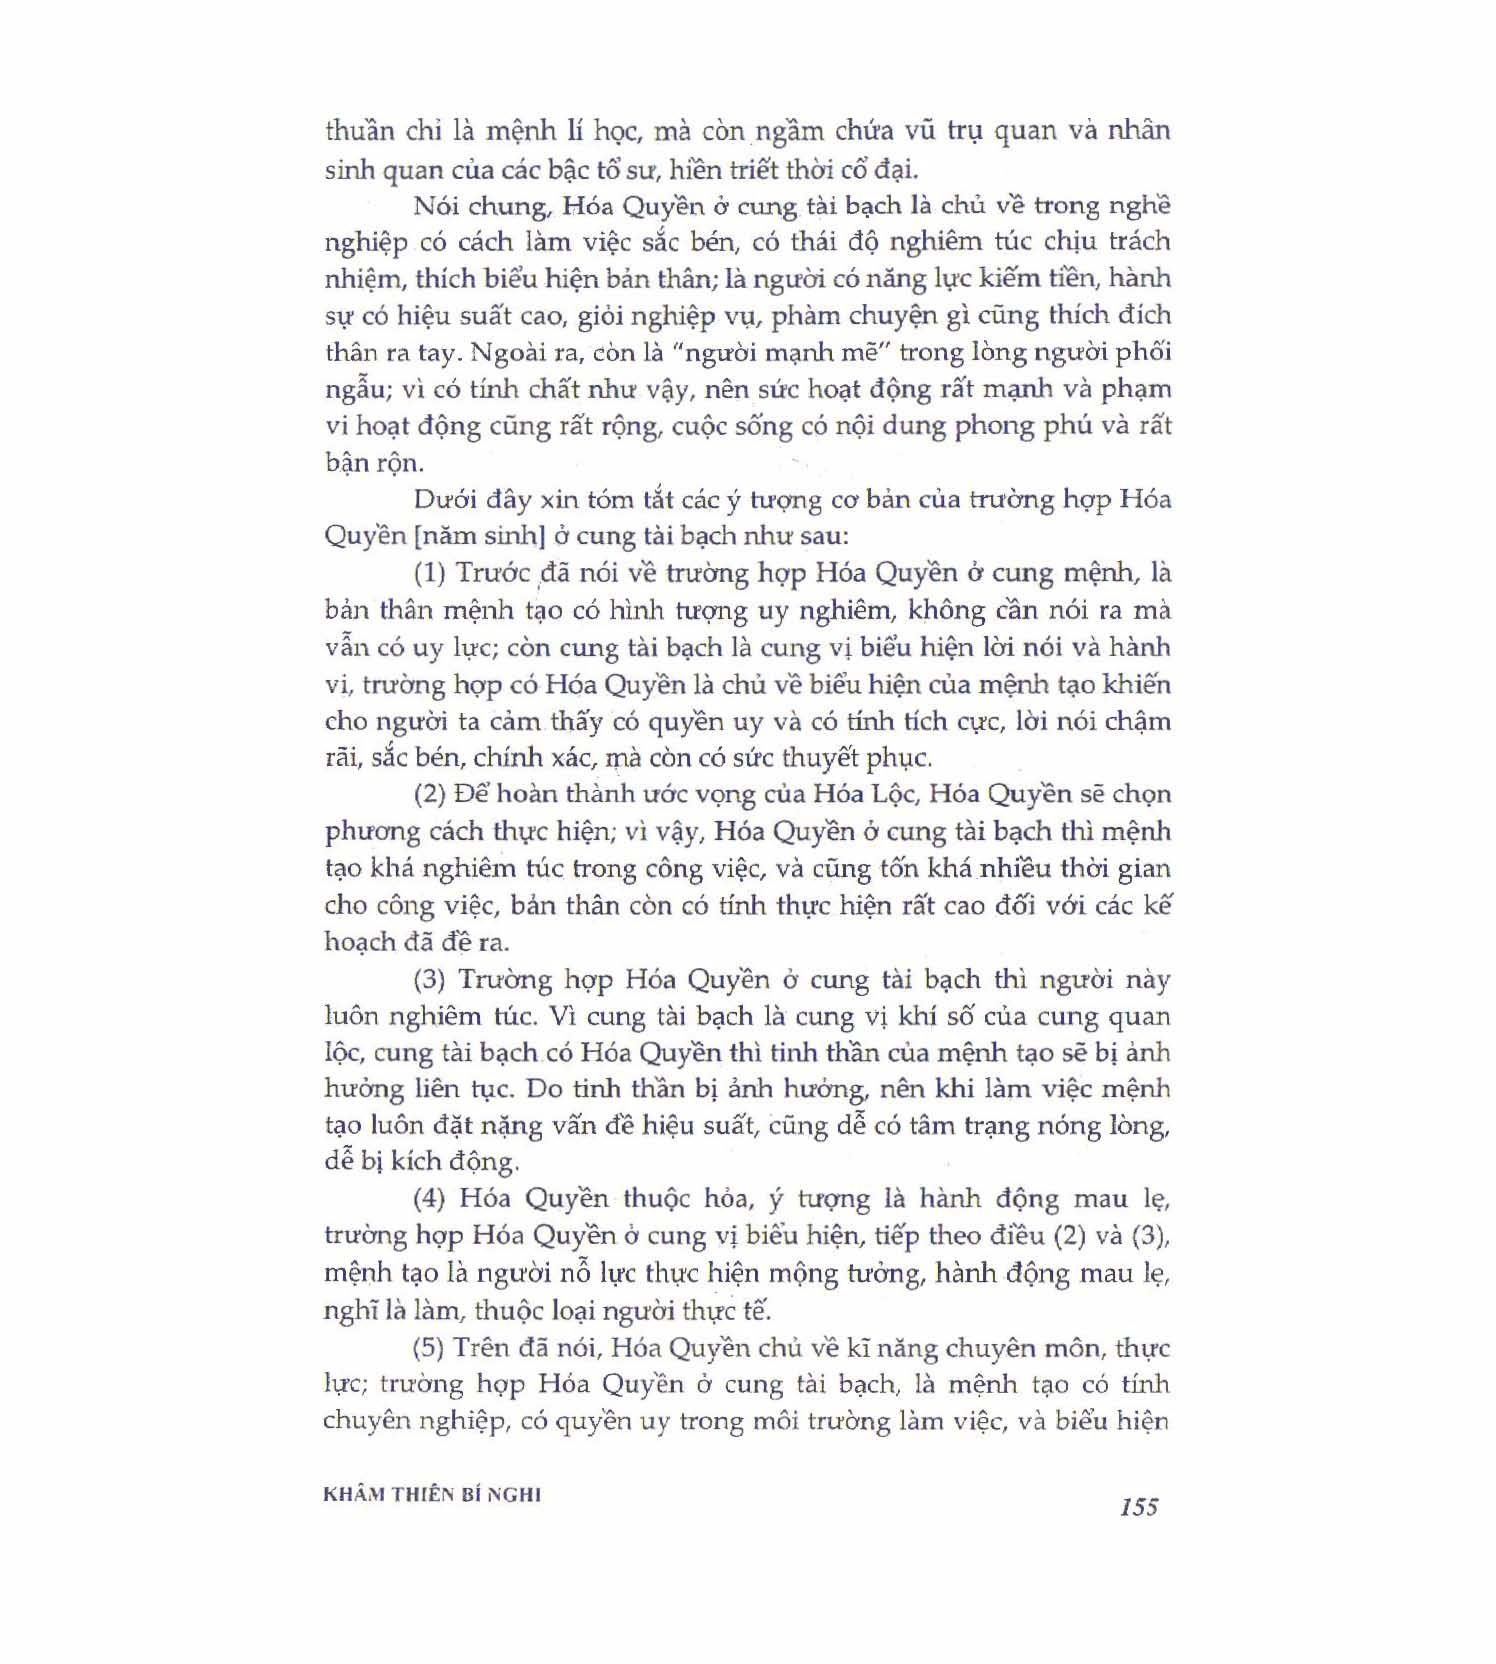 thuần chỉ là mệnh lí học, mà còn ngầm chứa vũ trụ quan và nhân
sinh quan của các bậc tổ sư, hiền triết thời cổ đại.
Nói chung, Hóa Quyền ở cung tài bạch là chủ về trong nghề
nghiệp có cách làm việc sắc bén, có thái độ nghiêm túc chịu trách
nhiệm, thích biểu hiện bản thân; là người có năng lực kiếm tiền, hành
sự có hiệu suất cao, giỏi nghiệp vụ, phàm chuyện gì cũng thích đích
thân ra tay. Ngoài ra, còn là "người mạnh mẽ" trong lòng người phối
ngẫu; vì có tính chất như vậy, nên sức hoạt động rất mạnh và phạm
vi hoạt động cũng rất rộng, cuộc sống có nội dung phong phú và rất
bận rộn.
Dưới đây xin tóm tắt các ý tượng cơ bản của trường hợp Hóa
Quyền [năm sinh] ở cung tài bạch như sau:
(1) Trước đã nói về trường hợp Hóa Quyền ở cung mệnh, là
bản thân mệnh tạo có hình tượng uy nghiêm, không cần nói ra mà
vẫn có uy lực; còn cung tài bạch là cung vị biểu hiện lời nói và hành
vi, trường hợp có Hóa Quyền là chủ về biểu hiện của mệnh tạo khiến
cho người ta cảm thấy có quyền uy và có tính tích cực, lời nói chậm
rãi, sắc bén, chính xác, mà còn có sức thuyết phục.
(2) Để hoàn thành ước vọng của Hóa Lộc, Hóa Quyền sẽ chọn
phương cách thực hiện; vì vậy, Hóa Quyền ở cung tài bạch thì mệnh
tạo khá nghiêm túc trong công việc, và cũng tốn khá nhiều thời gian
cho công việc, bản thân còn có tính thực hiện rất cao đối với các kế
hoạch đã đề ra.
(3) Trường hợp Hóa Quyền ở cung tài bạch thì người này
luôn nghiêm túc. Vì cung tài bạch là cung vị khí số của cung quan
lộc, cung tài bạch có Hóa Quyền thì tinh thần của mệnh tạo sẽ bị ảnh
hưởng liên tục. Do tinh thần bị ảnh hưởng, nên khi làm việc mệnh
tạo luôn đặt nặng vấn đề hiệu suất, cũng dễ có tâm trạng nóng lòng,
dễ bị kích động.
(4) Hóa Quyền thuộc hỏa, ý tượng là hành động mau lẹ,
trường hợp Hóa Quyền ở cung vị biểu hiện, tiếp theo điều (2) và (3),
mệnh tạo là người nỗ lực thực hiện mộng tưởng, hành động mau lẹ,
nghĩ là làm, thuộc loại người thực tế.
(5) Trên đã nói, Hóa Quyền chủ về kĩ năng chuyên môn, thực
lực; trường hợp Hóa Quyền ở cung tài bạch, là mệnh tạo có tính
chuyên nghiệp, có quyền uy trong môi trường làm việc, và biểu hiện
KHÂM THIÊN BÍ NGHI
155